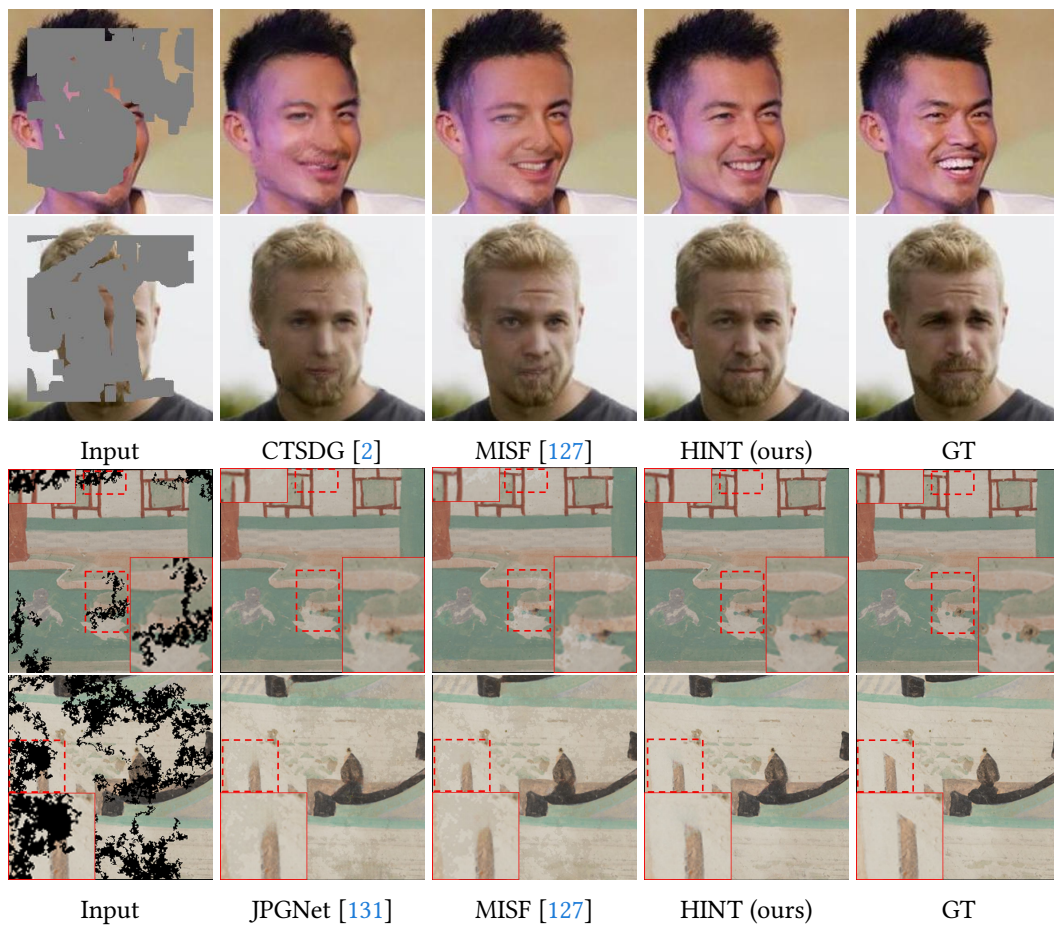 Input CTSDG [2] MISF [127] HINT (ours) GT
Input JPGNet [131] MISF [127] HINT (ours) GT